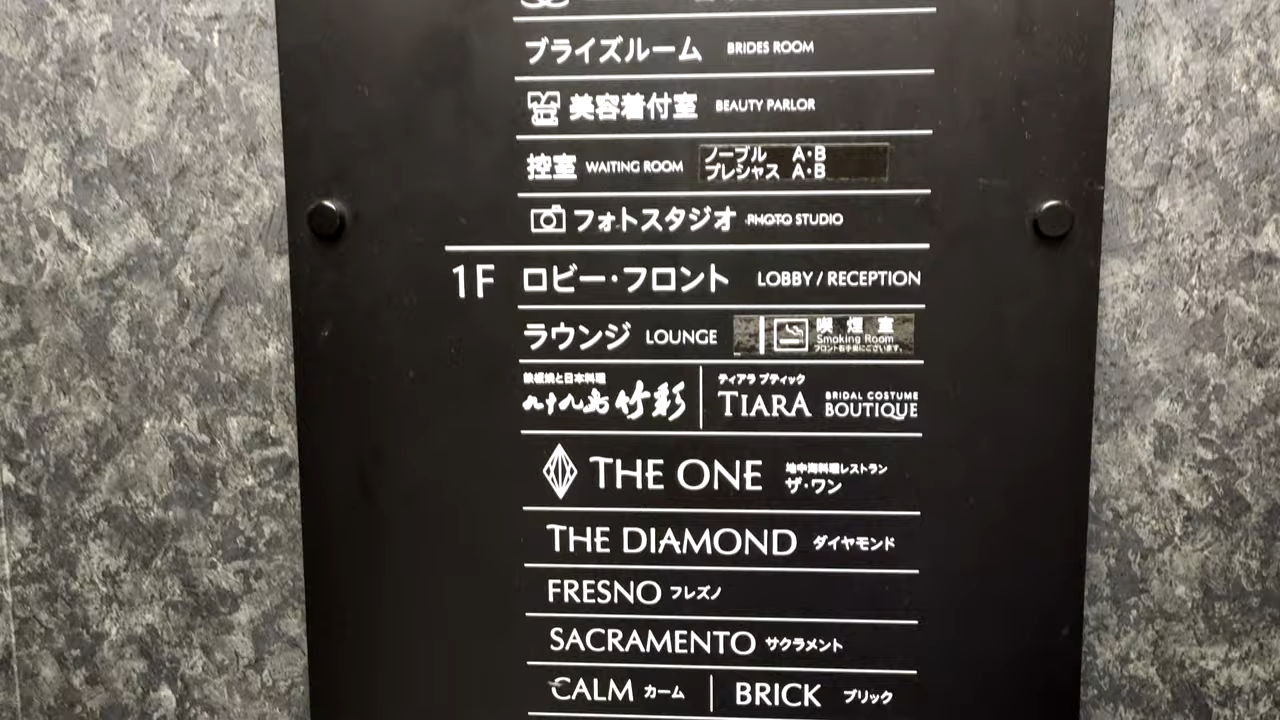 ブライズルーム BRIDES ROOM
美容着付室 BEAUTY PARLOR
控室 WAITING ROOM ノーブル A・B
プレシャス A・B
フォトスタジオ PHOTO STUDIO
1F ロビー・フロント LOBBY / RECEPTION
ラウンジ LOUNGE 喫煙室
Smoking Room
フロント右手奥にございます。
鉄板焼と日本料理
九十九島 竹彩
ティアラ ブティック
TIARA BRIDAL COSTUME
BOUTIQUE
THE ONE 地中海料理レストラン
ザ・ワン
THE DIAMOND ダイヤモンド
FRESNO フレズノ
SACRAMENTO サクラメント
CALM カーム BRICK ブリック